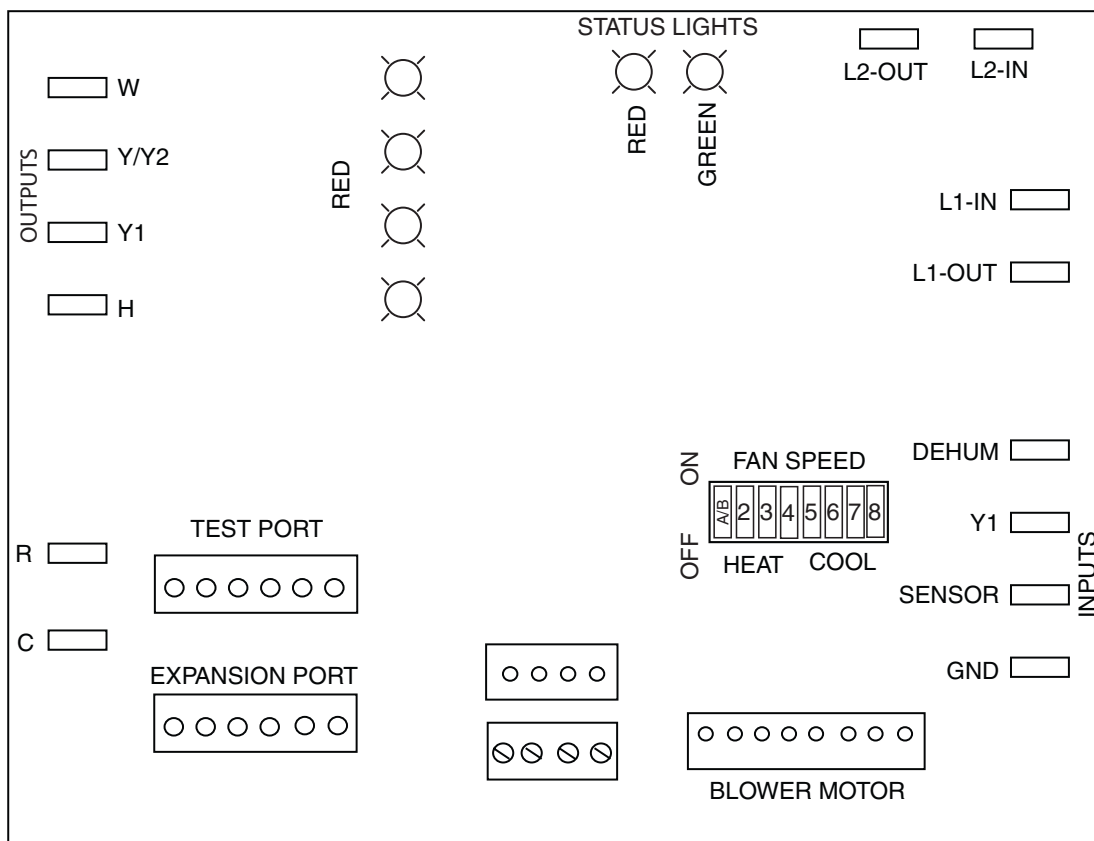 STATUS LIGHTS
RED
GREEN
L2-OUT
L2-IN
OUTPUTS
W
Y/Y2
Y1
H
RED
L1-IN
L1-OUT
ON
OFF
FAN SPEED
A/B 2 3 4 5 6 7 8
HEAT
COOL
INPUTS
DEHUM
Y1
SENSOR
GND
R
C
TEST PORT
EXPANSION PORT
BLOWER MOTOR